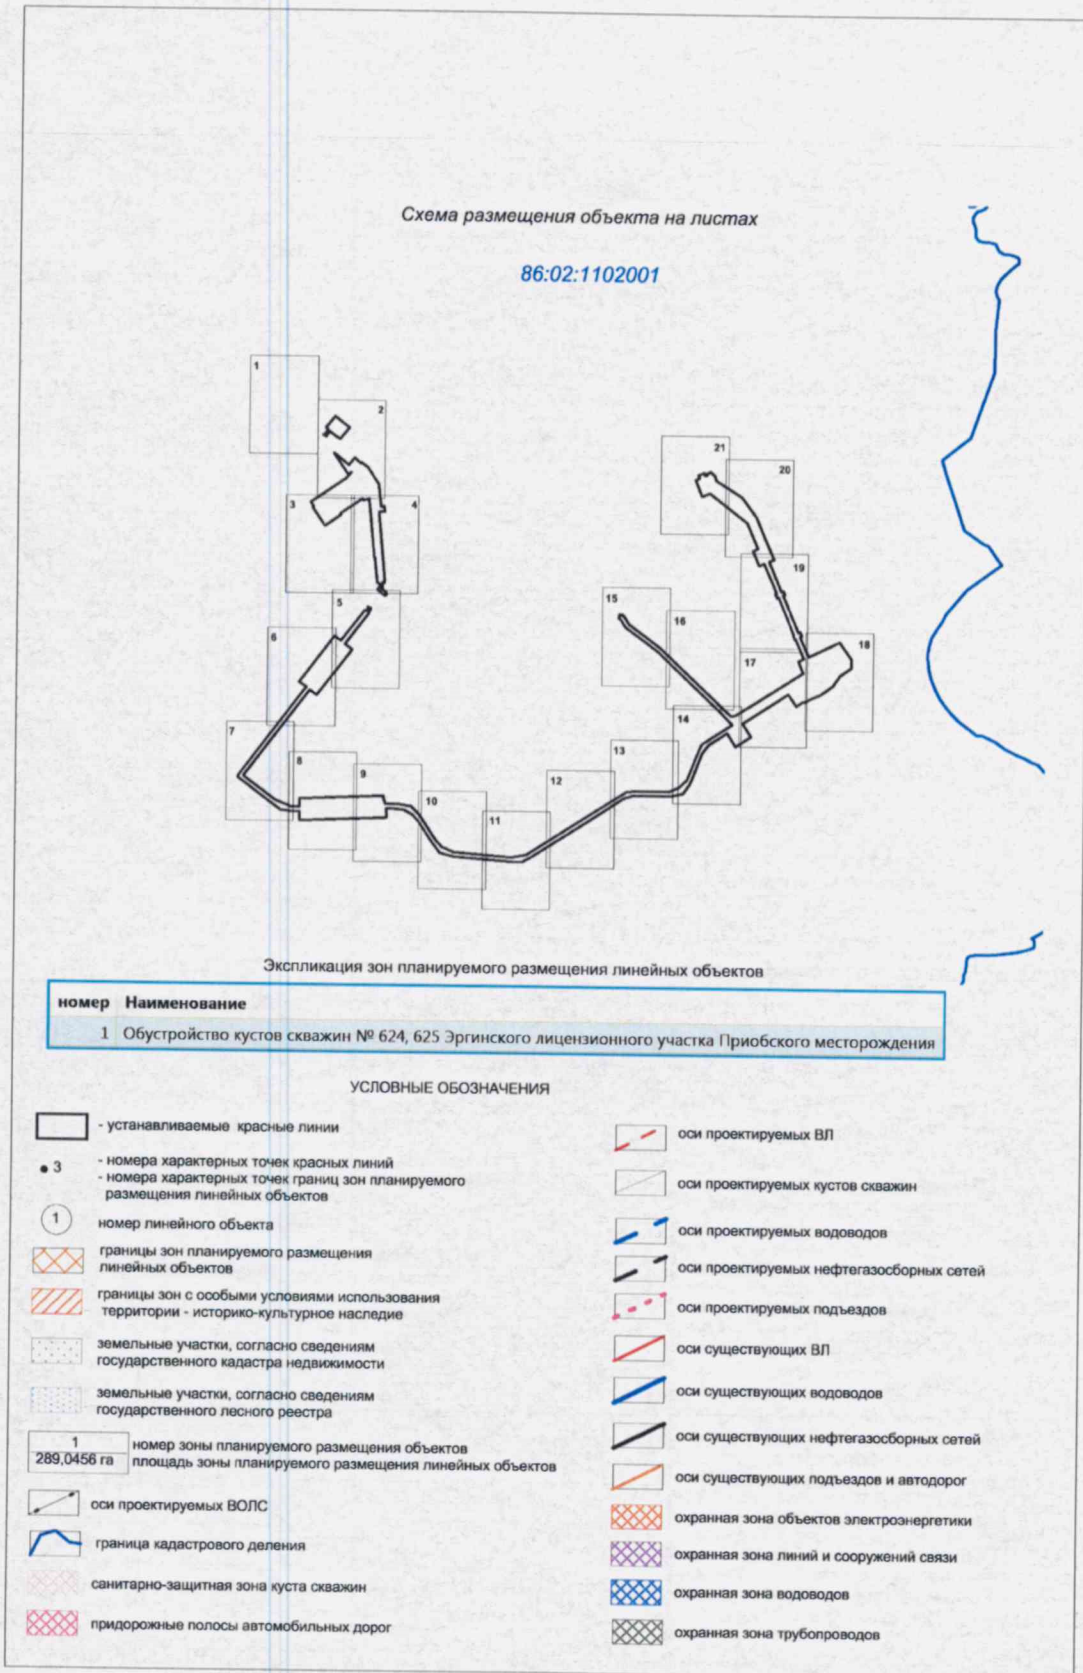 Схема размещения объекта на листах
86:02:1102001
1
2
3
4
5
6
7
8
9
10
11
12
13
14
15
16
17
18
19
20
21
Экспликация зон планируемого размещения линейных объектов
номер Наименование
1 Обустройство кустов скважин № 624, 625 Эргинского лицензионного участка Приобского месторождения
УСЛОВНЫЕ ОБОЗНАЧЕНИЯ
- устанавливаемые красные линии
3
- номера характерных точек красных линий
- номера характерных точек границ зон планируемого
размещения линейных объектов
1
номер линейного объекта
границы зон планируемого размещения
линейных объектов
границы зон с особыми условиями использования
территории - историко-культурное наследие
земельные участки, согласно сведениям
государственного кадастра недвижимости
земельные участки, согласно сведениям
государственного лесного реестра
1
289,0456 га
номер зоны планируемого размещения объектов
площадь зоны планируемого размещения линейных объектов
оси проектируемых ВОЛС
граница кадастрового деления
санитарно-защитная зона куста скважин
придорожные полосы автомобильных дорог
оси проектируемых ВЛ
оси проектируемых кустов скважин
оси проектируемых водоводов
оси проектируемых нефтегазосборных сетей
оси проектируемых подъездов
оси существующих ВЛ
оси существующих водоводов
оси существующих нефтегазосборных сетей
оси существующих подъездов и автодорог
охранная зона объектов электроэнергетики
охранная зона линий и сооружений связи
охранная зона водоводов
охранная зона трубопроводов